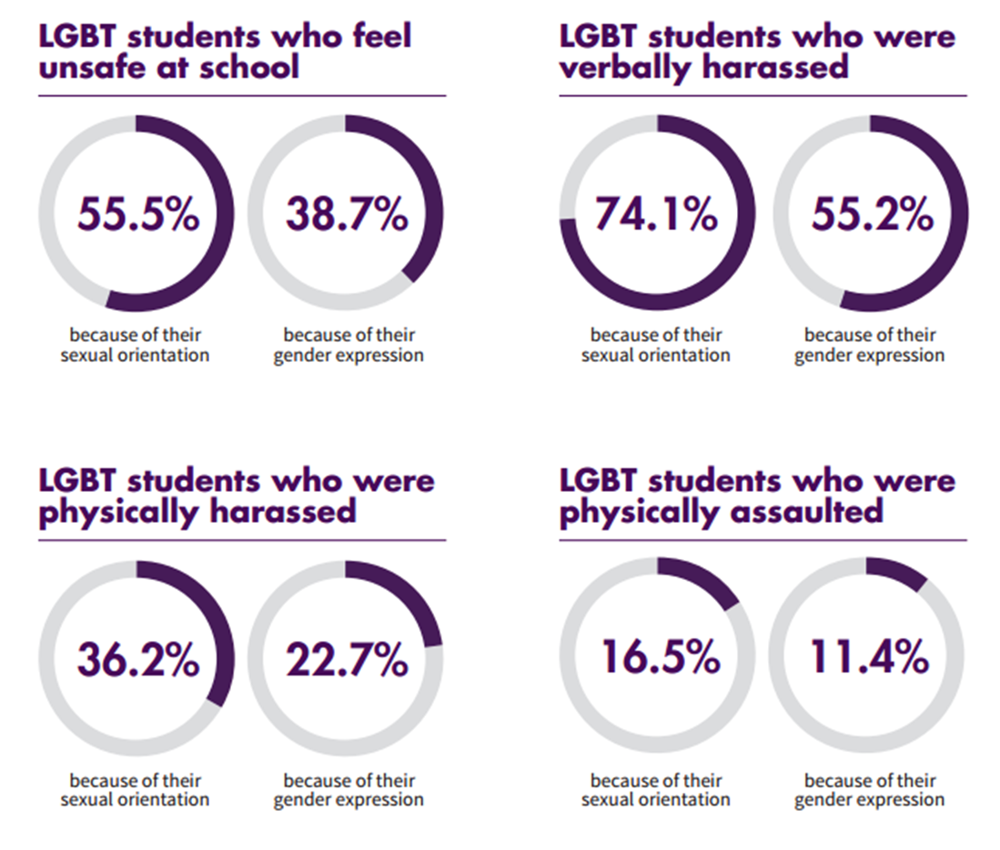 LGBT students who feel
unsafe at school
55.5%
because of their
sexual orientation
38.7%
because of their
gender expression
LGBT students who were
verbally harassed
74.1%
because of their
sexual orientation
55.2%
because of their
gender expression
LGBT students who were
physically harassed
36.2%
because of their
sexual orientation
22.7%
because of their
gender expression
LGBT students who were
physically assaulted
16.5%
because of their
sexual orientation
11.4%
because of their
gender expression